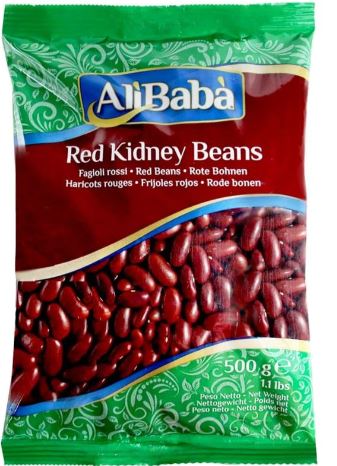 AliBabà
Red Kidney Beans
Fagioli rossi • Red Beans • Rote Bohnen
Haricots rouges • Frijoles rojos • Rode bonen
500 g ℮
1.1 lbs
Peso Netto - Net Weight
Nettogewicht - Poids net
Peso neto - Netto gewicht